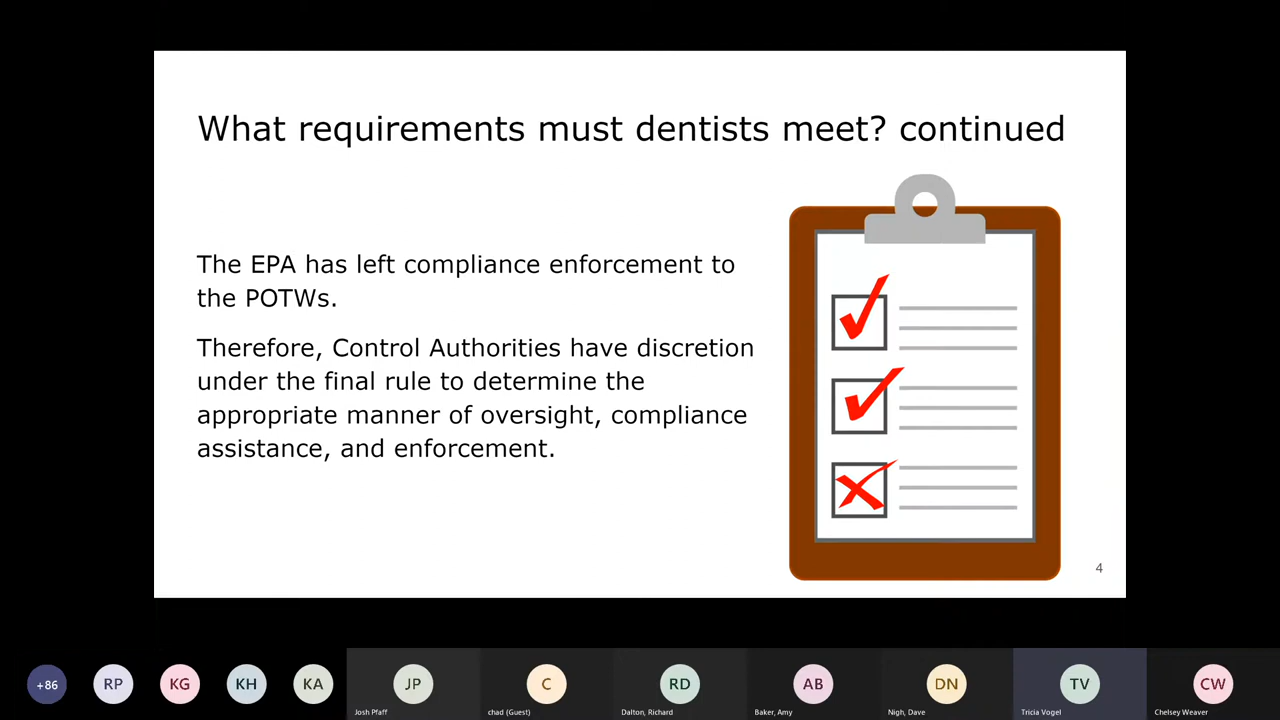 What requirements must dentists meet? continued
The EPA has left compliance enforcement to
the POTWs.
Therefore, Control Authorities have discretion
under the final rule to determine the
appropriate manner of oversight, compliance
assistance, and enforcement.
4
+86
RP
KG
KH
KA
JP
C
RD
AB
DN
TV
CW
Josh Pfaff
chad (Guest)
Dalton, Richard
Baker, Amy
Nigh, Dave
Tricia Vogel
Chelsey Weaver